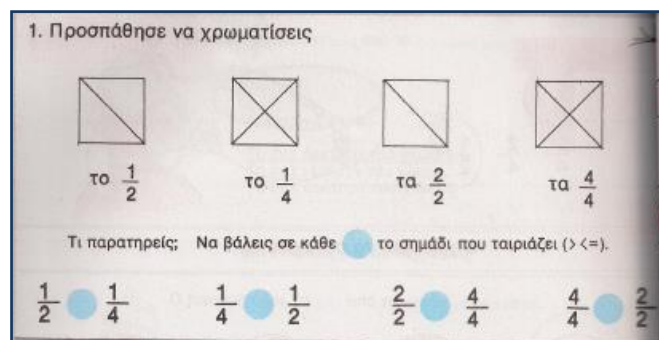 1. Προσπάθησε να χρωματίσεις
το 1/2 το 1/4 τα 2/2 τα 4/4
Τι παρατηρείς; Να βάλεις σε κάθε το σημάδι που ταιριάζει (> <=).
1/2 1/4 1/4 1/2 2/2 4/4 4/4 2/2